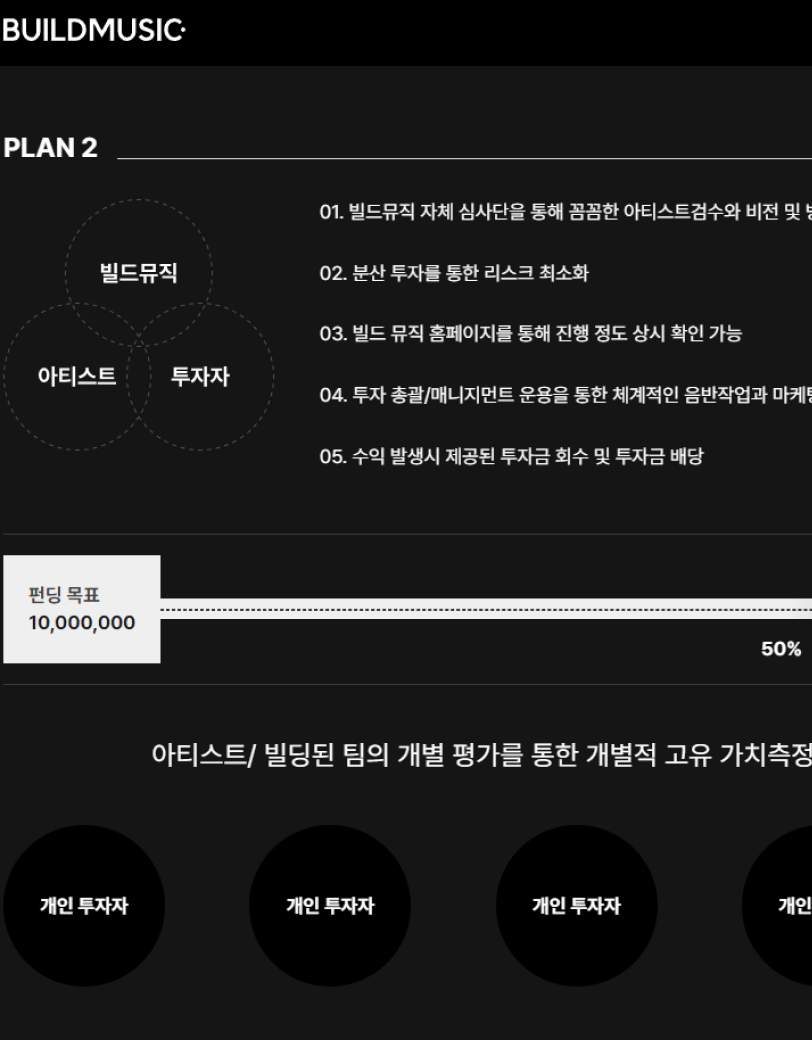 BUILDMUSIC
PLAN 2
01. 빌드뮤직 자체 심사단을 통해 꼼꼼한 아티스트검수와 비전 및
02. 분산 투자를 통한 리스크 최소화
03. 빌드 뮤직 홈페이지를 통해 진행 정도 상시 확인 가능
04. 투자 총괄/매니지먼트 운용을 통한 체계적인 음반작업과
05. 수익 발생시 제공된 투자금 회수 및 투자금 배당
빌드뮤직
아티스트
투자자
펀딩 목표
10,000,000
50%
아티스트/ 빌딩된 팀의 개별 평가를 통한 개별적 고유 가치측정
개인 투자자
개인 투자자
개인 투자자
개인